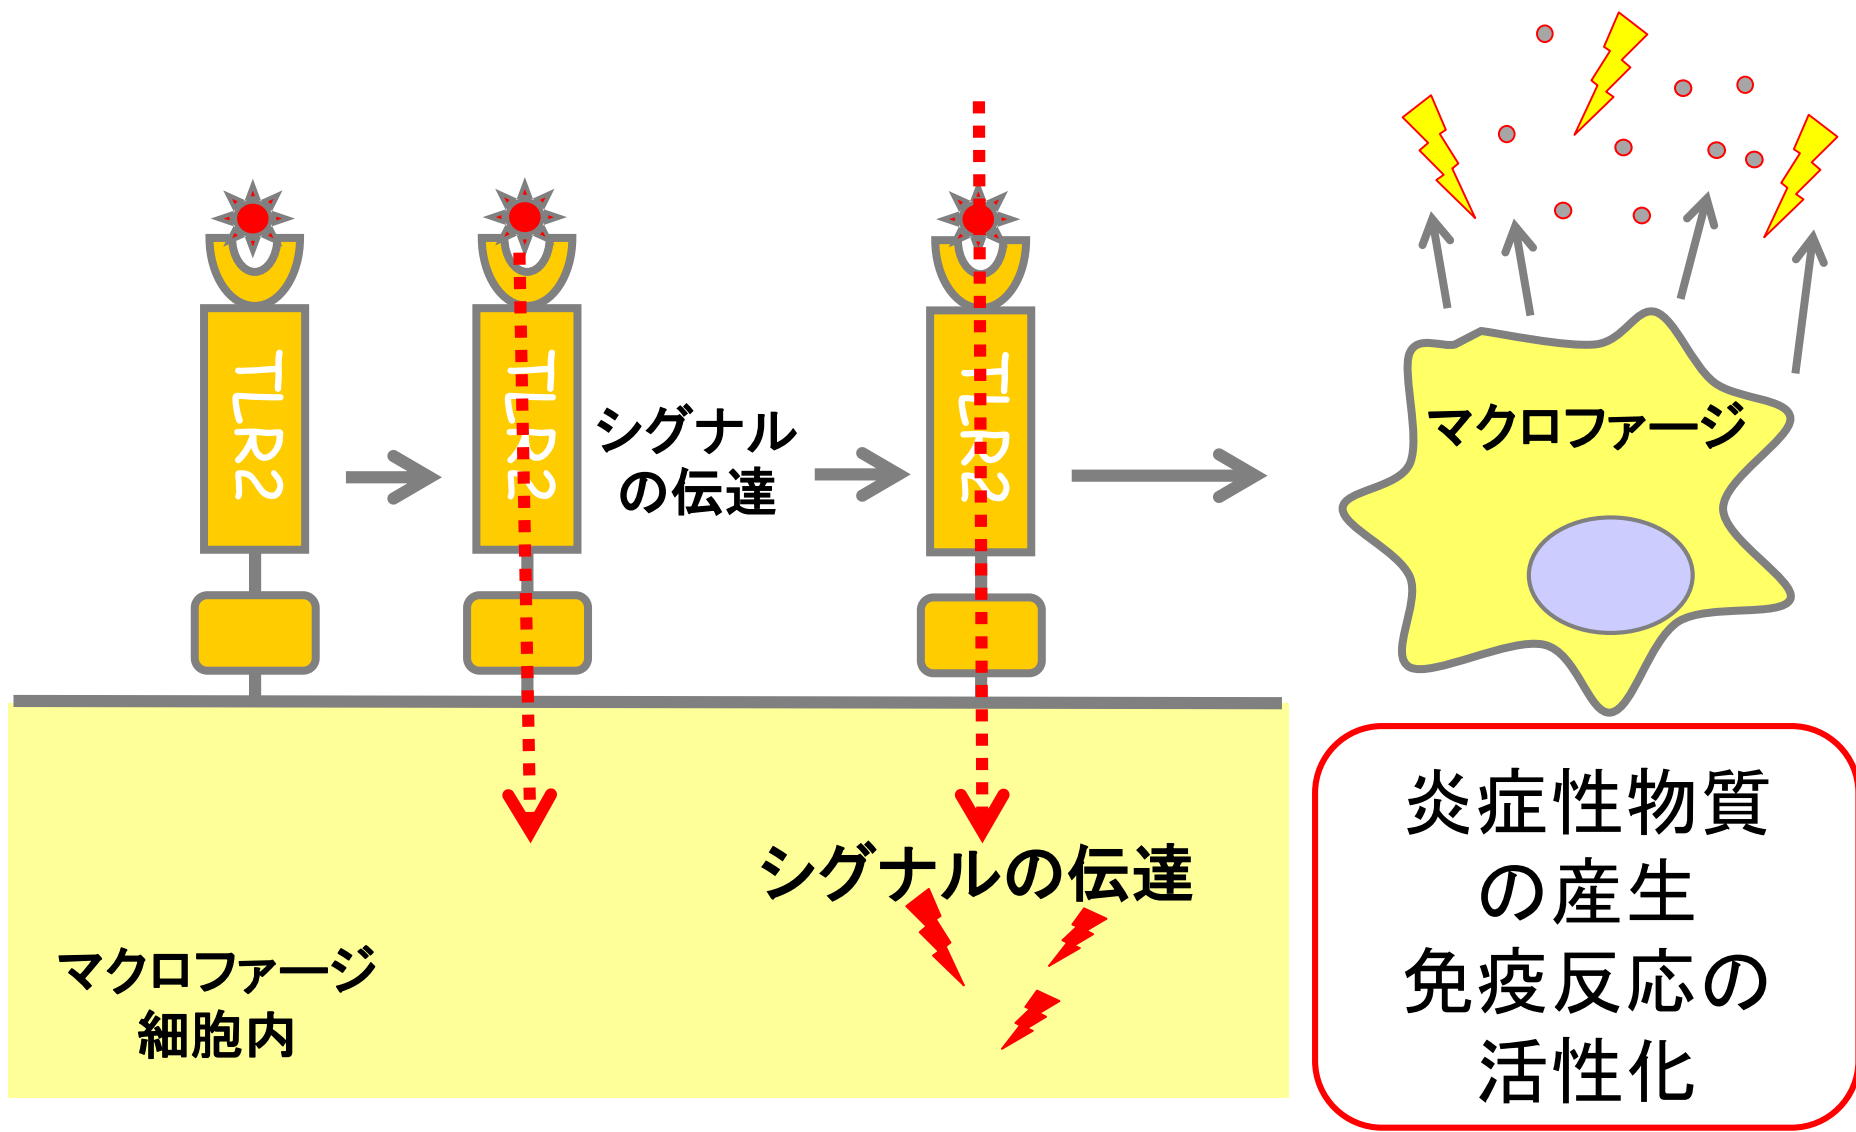 TLR2
TLR2
シグナル
の伝達
TLR2
マクロファージ
シグナルの伝達
マクロファージ
細胞内
炎症性物質
の産生
免疫反応の
活性化